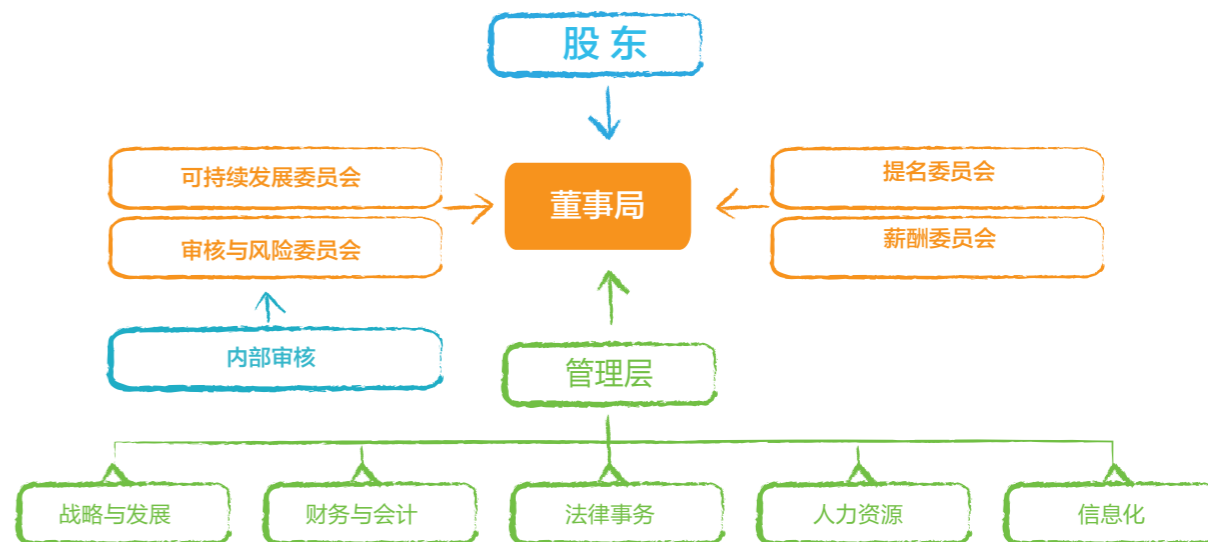 股东
可持续发展委员会
审核与风险委员会
董事局
提名委员会
薪酬委员会
内部审核
管理层
战略与发展
财务与会计
法律事务
人力资源
信息化